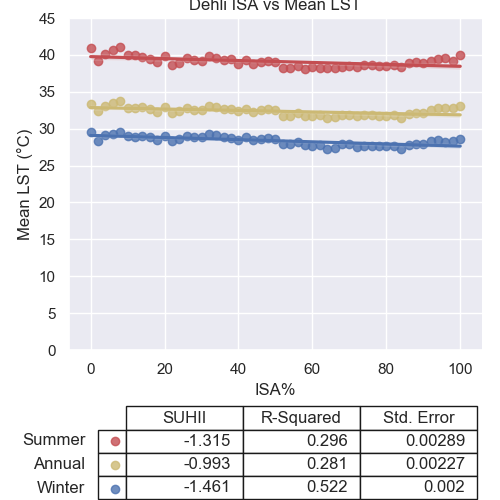 Dehli ISA vs Mean LST
45
40
35
30
25
20
15
10
5
0
Mean LST (°C)
0 20 40 60 80 100
ISA%
SUHII R-Squared Std. Error
Summer -1.315 0.296 0.00289
Annual -0.993 0.281 0.00227
Winter -1.461 0.522 0.002